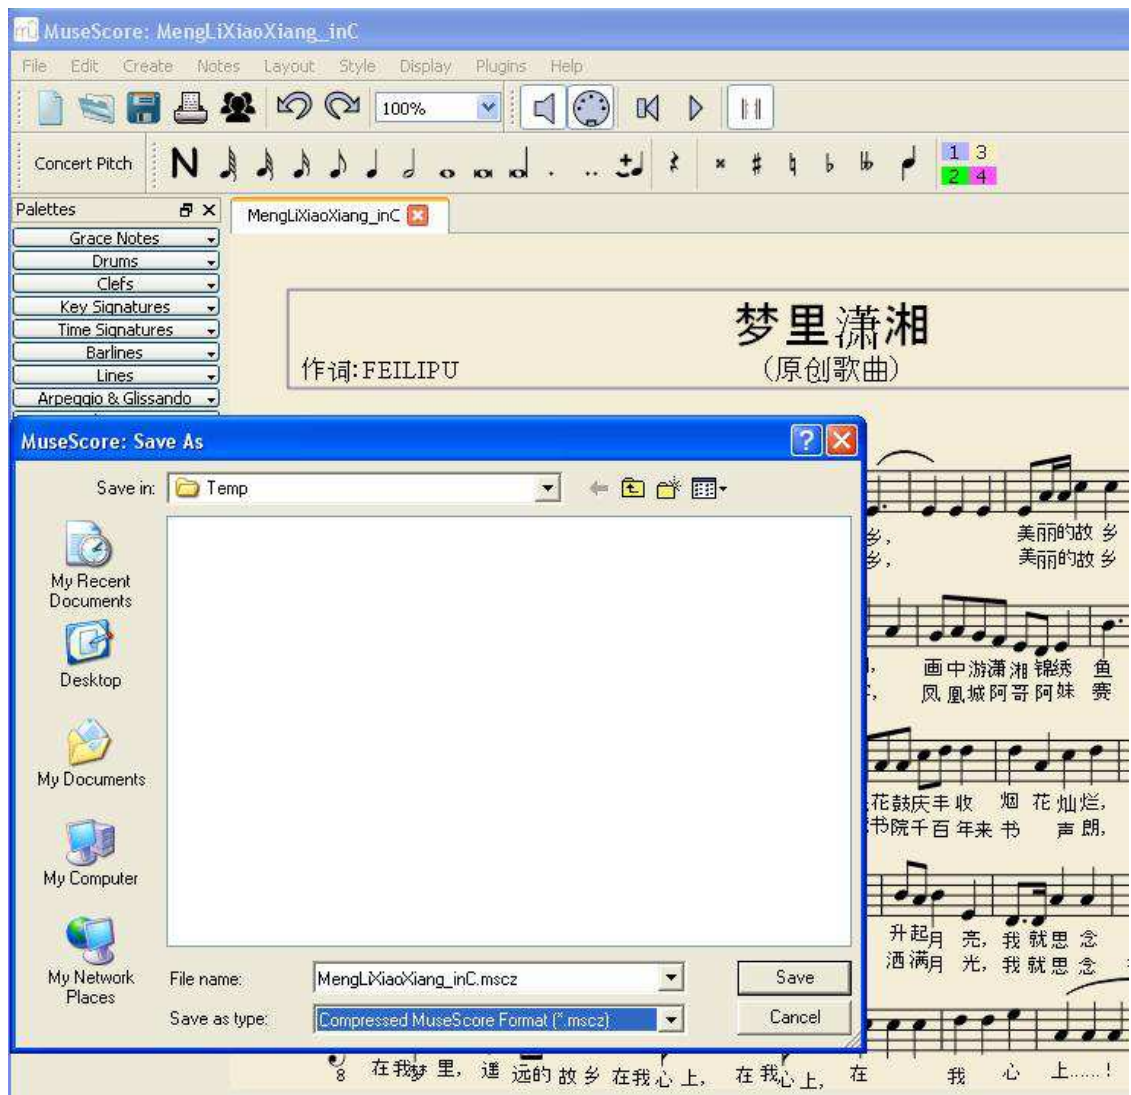 MuseScore: MengLiXiaoXiang_inC
File Edit Create Notes Layout Style Display Plugins Help
100%
Concert Pitch
1 3
2 4
Palettes
MengLiXiaoXiang_inC
Grace Notes
Drums
Clefs
Key Signatures
Time Signatures
Barlines
Lines
Arpeggio & Glissando
梦里潇湘
作词:FEILIPU
(原创歌曲)
MuseScore: Save As
Save in: Temp
My Recent Documents
Desktop
My Documents
My Computer
My Network Places
File name: MengLiXiaoXiang_inC.mscz
Save as type: Compressed MuseScore Format (*.mscz)
Save
Cancel
乡, 美丽的故乡
乡, 美丽的故乡
画中游潇湘锦绣 鱼
凤凰城阿哥阿妹 赛
花鼓庆丰收 烟花灿烂,
书院千百年来书 声朗,
升起月 亮, 我就思念
洒满月 光, 我就思念
8
在我梦里, 遥远的故乡在我心上, 在我心上, 在 我 心 上......!